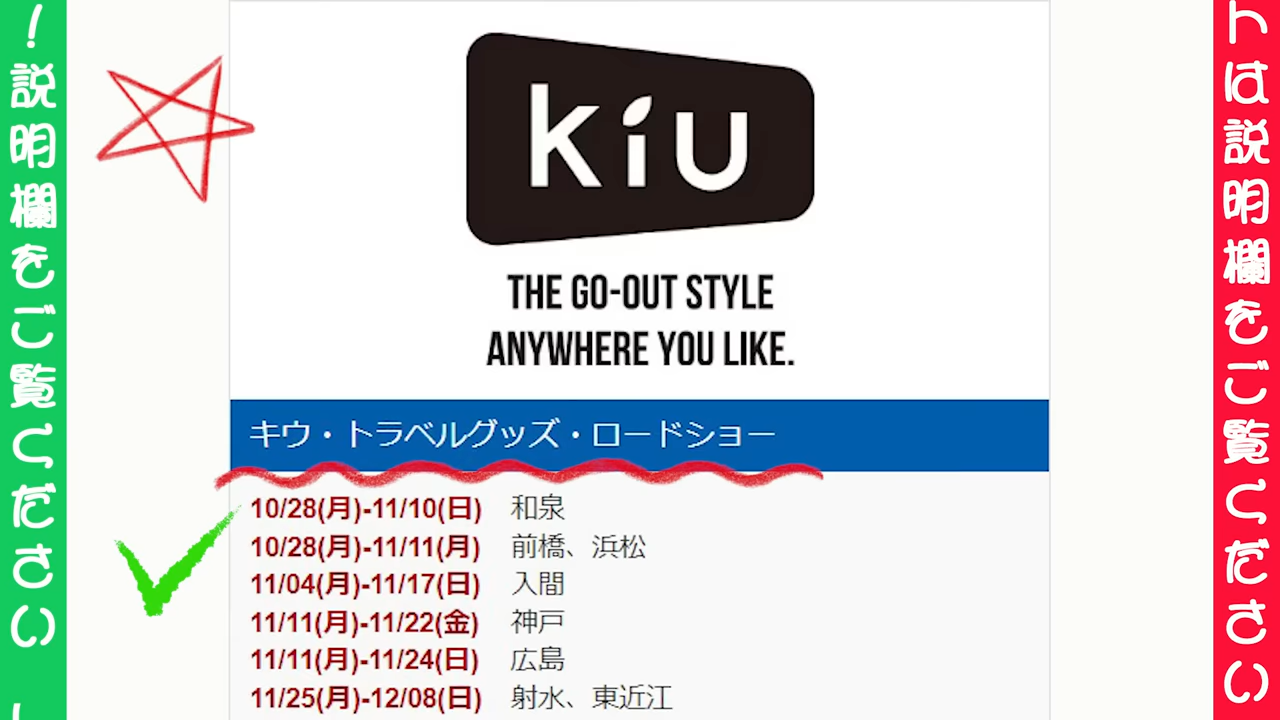 !説明欄をご覧ください
kiu
THE GO-OUT STYLE
ANYWHERE YOU LIKE.
キウ・トラベルグッズ・ロードショー
10/28(月)-11/10(日) 和泉
10/28(月)-11/11(月) 前橋、浜松
11/04(月)-11/17(日) 入間
11/11(月)-11/22(金) 神戸
11/11(月)-11/24(日) 広島
11/25(月)-12/08(日) 射水、東近江
トは説明欄をご覧ください